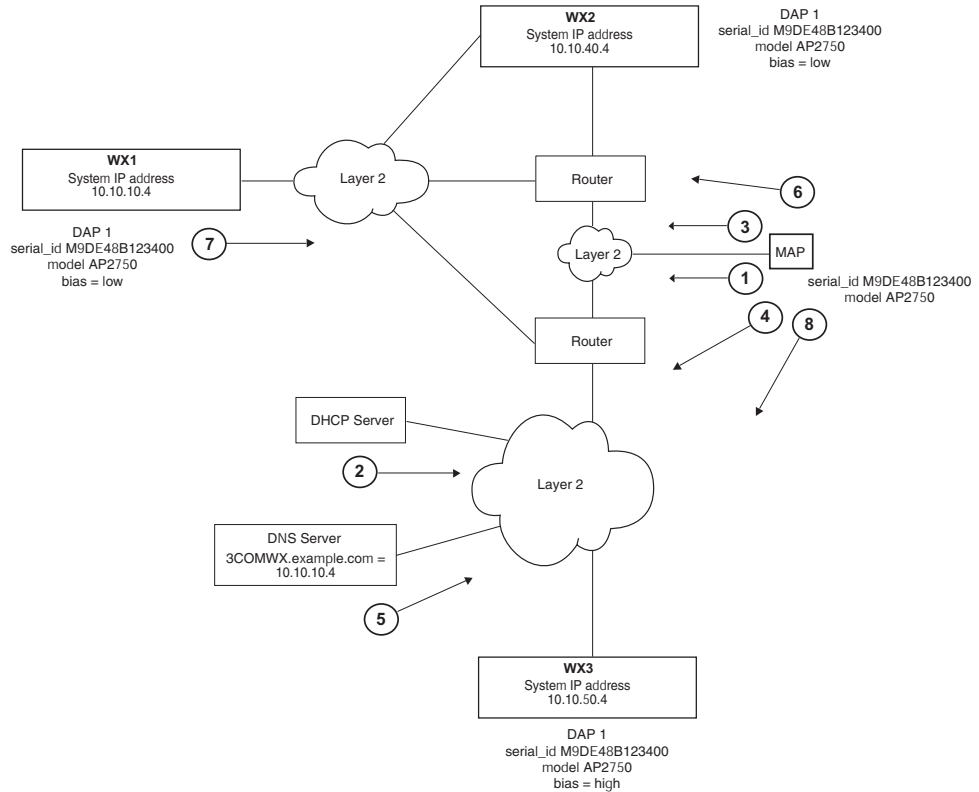 WX2
System IP address
10.10.40.4
DAP 1
serial_id M9DE48B123400
model AP2750
bias = low
WX1
System IP address
10.10.10.4
Layer 2
Router
6
3
DAP 1
serial_id M9DE48B123400
model AP2750
bias = low
7
Layer 2
MAP
1
serial_id M9DE48B123400
model AP2750
4
8
Router
DHCP Server
2
Layer 2
DNS Server
3COMWX.example.com =
10.10.10.4
5
WX3
System IP address
10.10.50.4
DAP 1
serial_id M9DE48B123400
model AP2750
bias = high